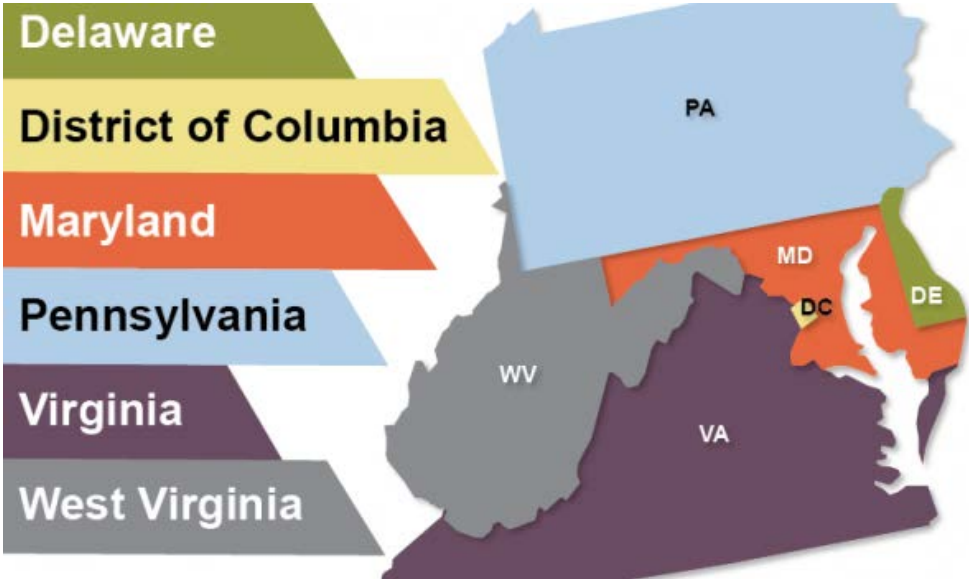 Delaware
District of Columbia
Maryland
Pennsylvania
Virginia
West Virginia
PA
MD
DC
DE
WV
VA